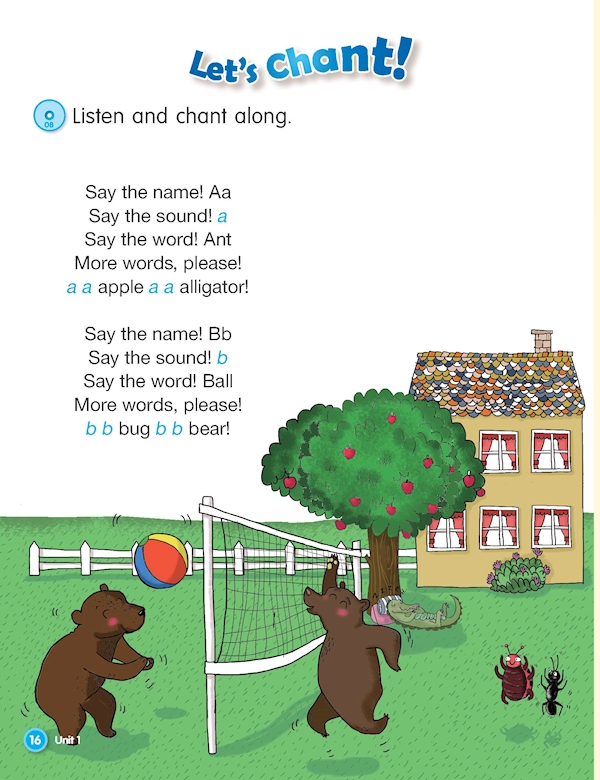 Let's Chant!
08
Listen and chant along.
Say the name! Aa
Say the sound! a
Say the word! Ant
More words, please!
a a apple a a alligator!
Say the name! Bb
Say the sound! b
Say the word! Ball
More words, please!
b b bug b b bear!
16 Unit 1